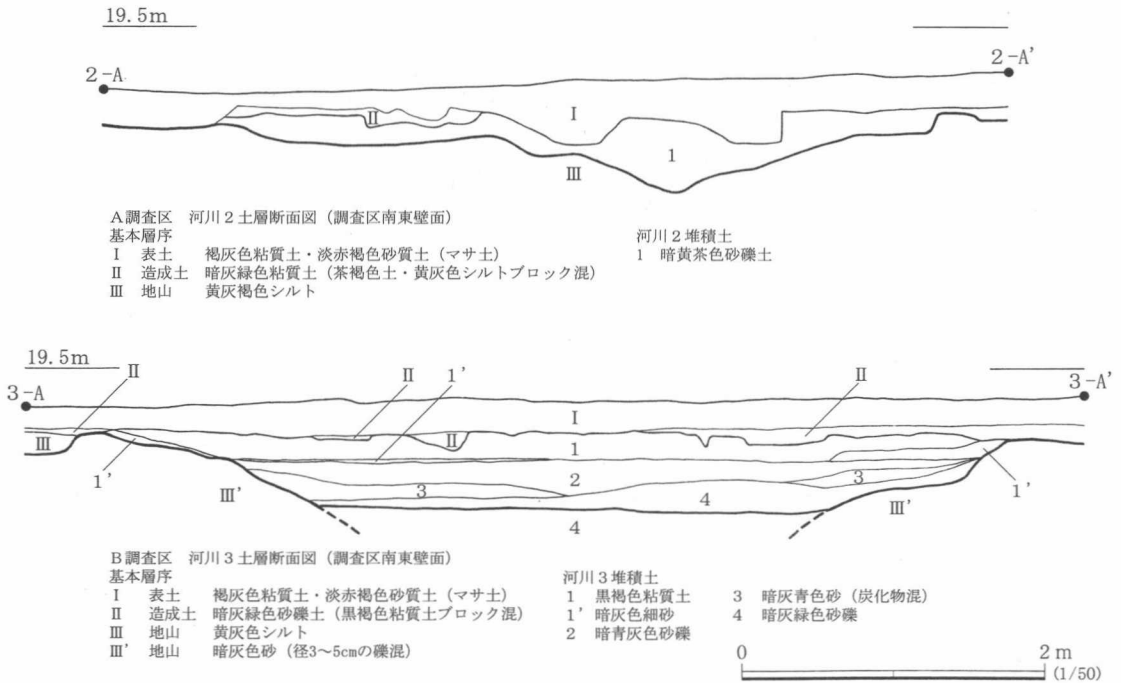 19.5m
2-A
2-A'
Ⅱ
Ⅰ
1
Ⅲ
A調査区 河川2土層断面図（調査区南東壁面）
基本層序
Ⅰ 表土 褐灰色粘質土・淡赤褐色砂質土（マサ土）
Ⅱ 造成土 暗灰緑色粘質土（茶褐色土・黄灰色シルトブロック混）
Ⅲ 地山 黄灰褐色シルト
河川2堆積土
1 暗黄茶色砂礫土
19.5m
Ⅱ
Ⅱ
1'
Ⅱ
3-A
3-A'
Ⅰ
Ⅲ
Ⅱ
1
1'
2
3
3
4
1'
Ⅲ'
Ⅲ'
4
B調査区 河川3土層断面図（調査区南東壁面）
基本層序
Ⅰ 表土 褐灰色粘質土・淡赤褐色砂質土（マサ土）
Ⅱ 造成土 暗灰緑色砂礫土（黒褐色粘質土ブロック混）
Ⅲ 地山 黄灰色シルト
Ⅲ' 地山 暗灰色砂（径3～5cmの礫混）
河川3堆積土
1 黒褐色粘質土
1' 暗灰色細砂
2 暗青灰色砂礫
3 暗灰青色砂（炭化物混）
4 暗灰緑色砂礫
0 2m
(1/50)